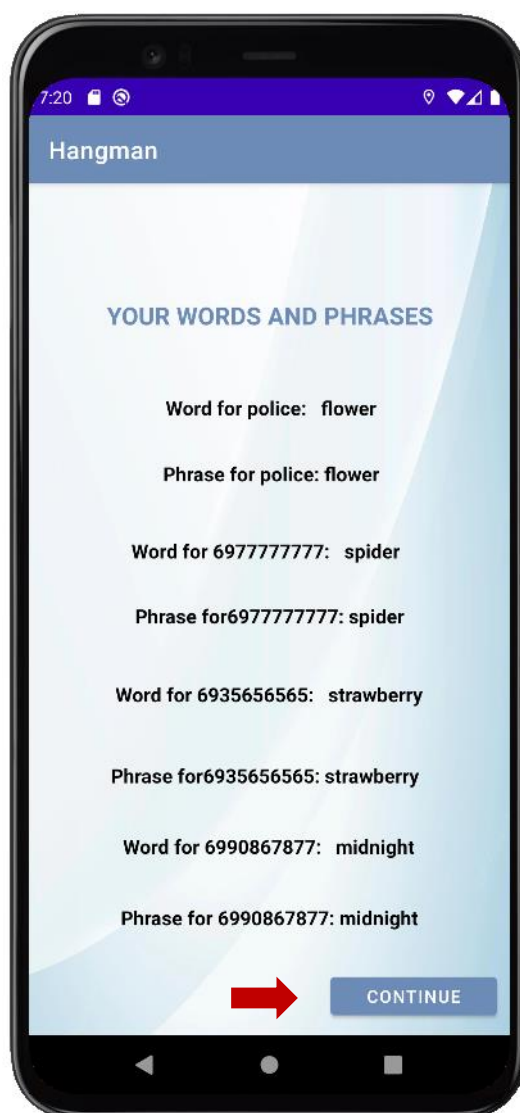 7:20
Hangman
YOUR WORDS AND PHRASES
Word for police: flower
Phrase for police: flower
Word for 6977777777: spider
Phrase for6977777777: spider
Word for 6935656565: strawberry
Phrase for6935656565: strawberry
Word for 6990867877: midnight
Phrase for 6990867877: midnight
CONTINUE